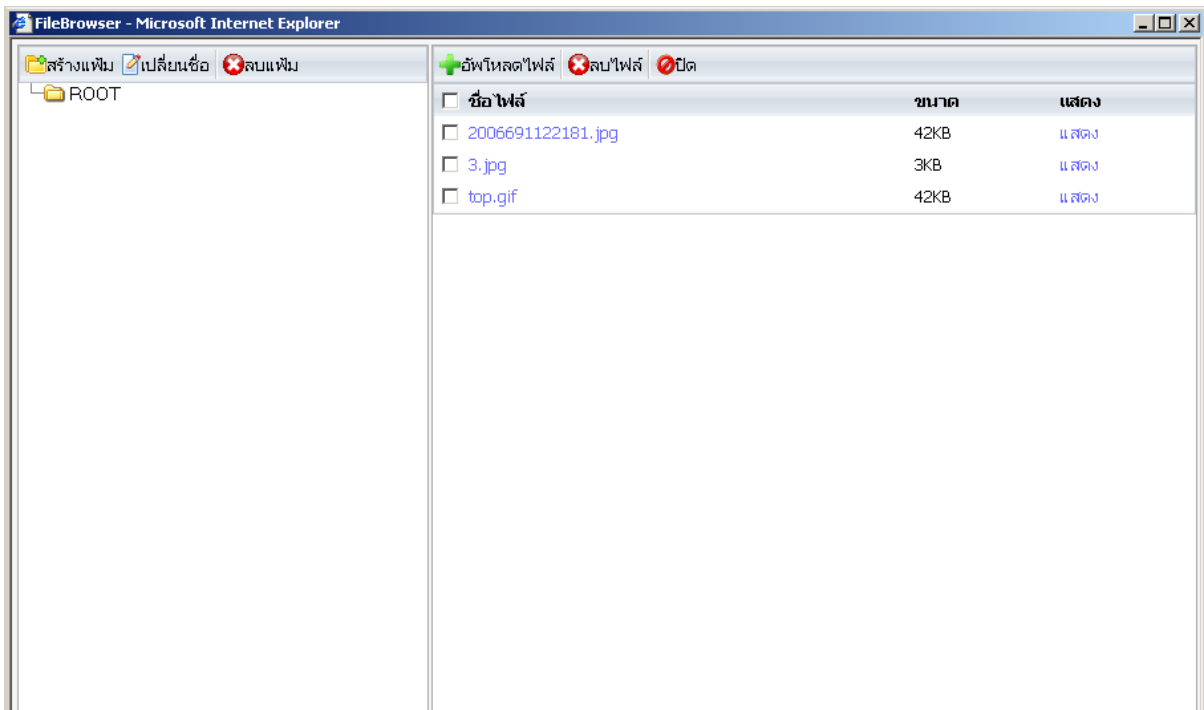 FileBrowser - Microsoft Internet Explorer
สร้างแฟ้ม เปลี่ยนชื่อ ลบแฟ้ม
ROOT
อัพโหลดไฟล์ ลบไฟล์ ปิด
ชื่อไฟล์ ขนาด แสดง
2006691122181.jpg 42KB แสดง
3.jpg 3KB แสดง
top.gif 42KB แสดง